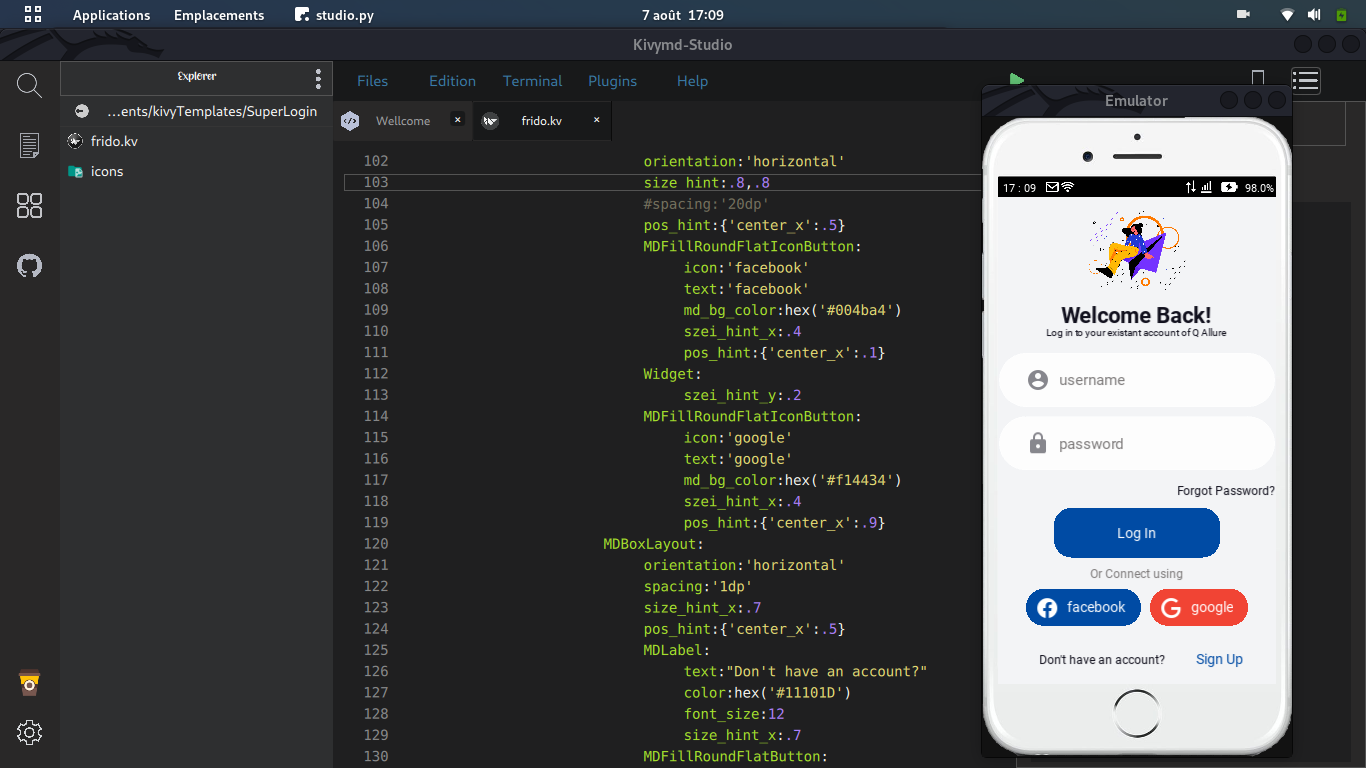 Applications Emplacements studio.py 7 août 17:09
Kivymd-Studio
Explorer
Files Edition Terminal Plugins Help
...ents/kivyTemplates/SuperLogin
Wellcome × frido.kv ×
frido.kv
icons
102 orientation:'horizontal'
103 size hint:.8,.8
104 #spacing:'20dp'
105 pos_hint:{'center_x':.5}
106 MDFillRoundFlatIconButton:
107 icon:'facebook'
108 text:'facebook'
109 md_bg_color:hex('#004ba4')
110 szei_hint_x:.4
111 pos_hint:{'center_x':.1}
112 Widget:
113 szei_hint_y:.2
114 MDFillRoundFlatIconButton:
115 icon:'google'
116 text:'google'
117 md_bg_color:hex('#f14434')
118 szei_hint_x:.4
119 pos_hint:{'center_x':.9}
120 MDBoxLayout:
121 orientation:'horizontal'
122 spacing:'1dp'
123 size_hint_x:.7
124 pos_hint:{'center_x':.5}
125 MDLabel:
126 text:"Don't have an account?"
127 color:hex('#11101D')
128 font_size:12
129 size_hint_x:.7
130 MDFillRoundFlatButton:
Emulator
17 : 09 98.0%
Welcome Back!
Log in to your existant account of Q Allure
username
password
Forgot Password?
Log In
Or Connect using
facebook google
Don't have an account? Sign Up